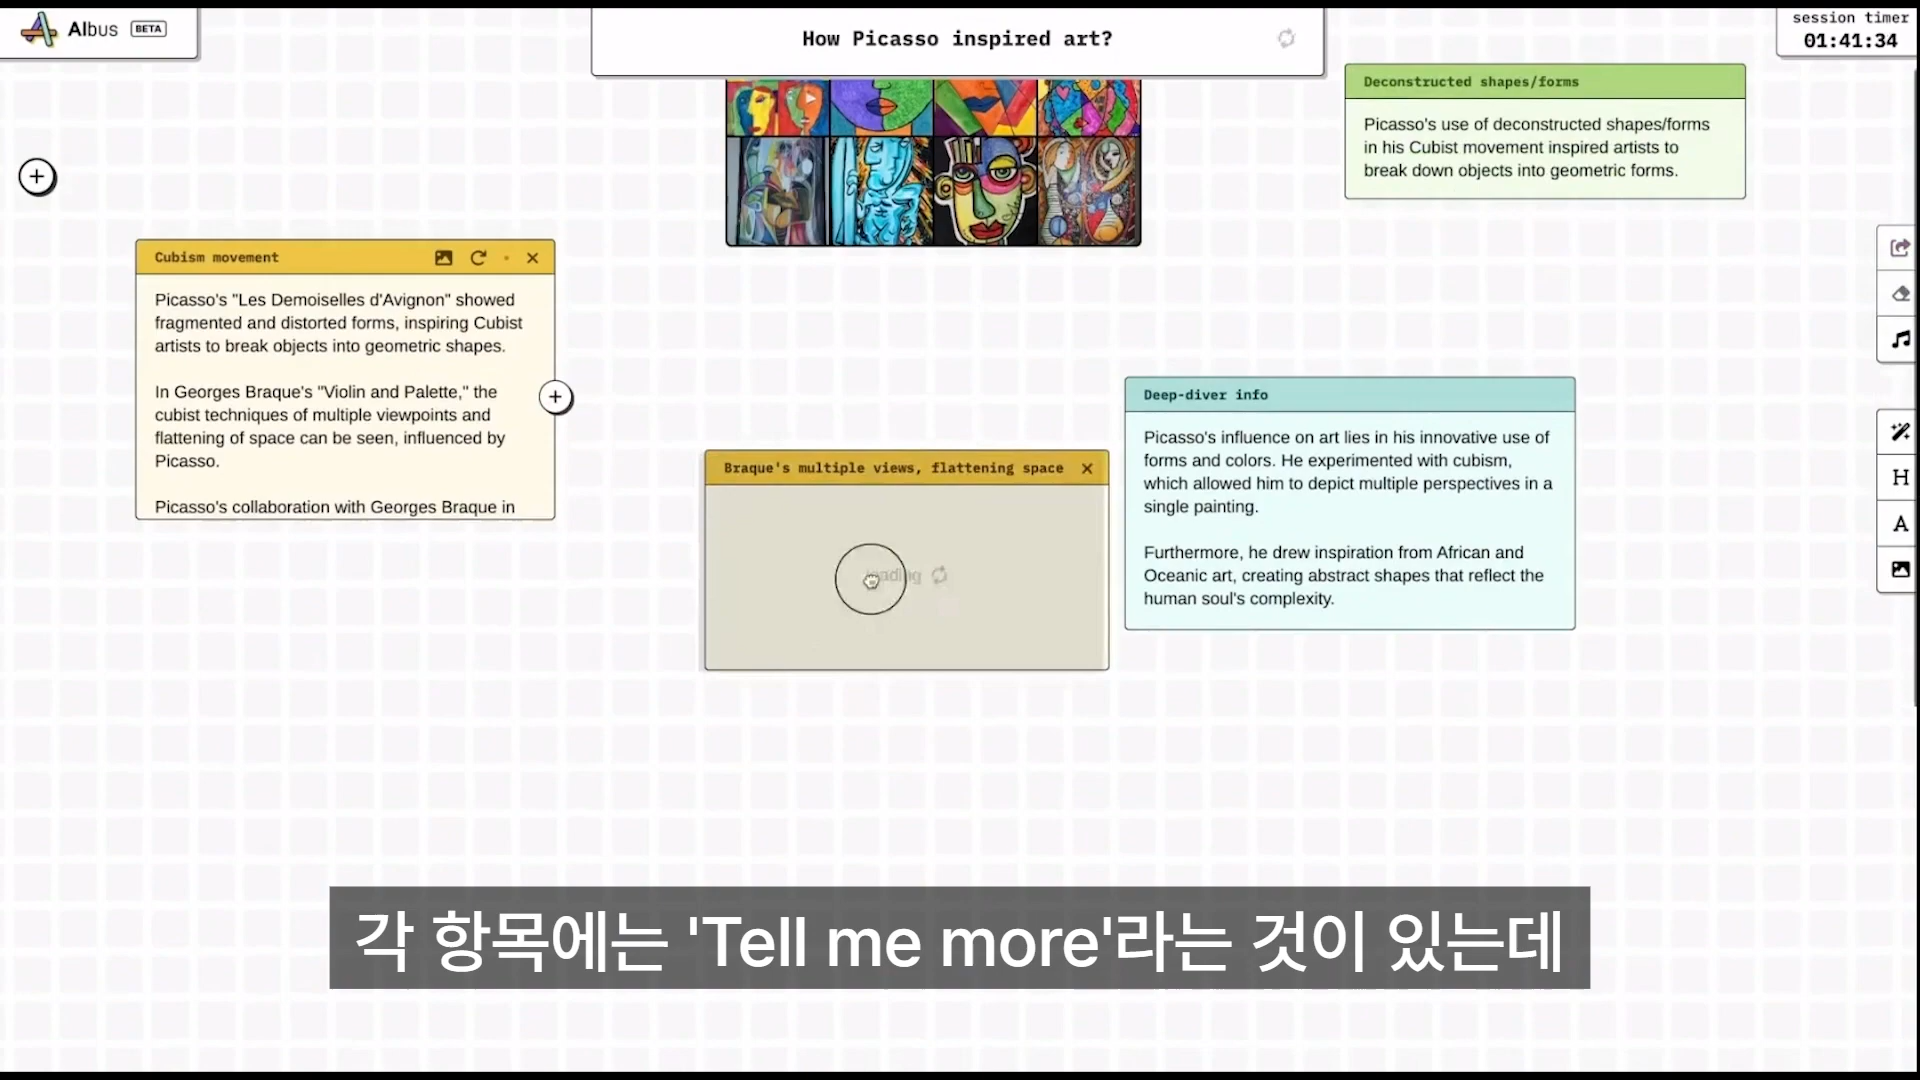 AIbus BETA
How Picasso inspired art?
session timer
01:41:34
Deconstructed shapes/forms
Picasso's use of deconstructed shapes/forms
in his Cubist movement inspired artists to
break down objects into geometric forms.
Cubism movement
Picasso's "Les Demoiselles d'Avignon" showed
fragmented and distorted forms, inspiring Cubist
artists to break objects into geometric shapes.
In Georges Braque's "Violin and Palette," the
cubist techniques of multiple viewpoints and
flattening of space can be seen, influenced by
Picasso.
Picasso's collaboration with Georges Braque in
Braque's multiple views, flattening space
loading
Deep-diver info
Picasso's influence on art lies in his innovative use of
forms and colors. He experimented with cubism,
which allowed him to depict multiple perspectives in a
single painting.
Furthermore, he drew inspiration from African and
Oceanic art, creating abstract shapes that reflect the
human soul's complexity.
H
A
각 항목에는 'Tell me more'라는 것이 있는데